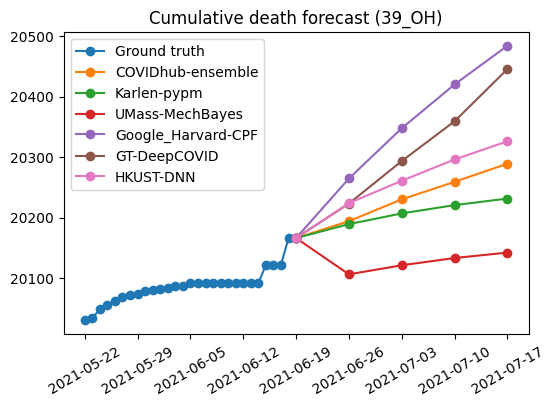 Cumulative death forecast (39_OH)
20500
20400
20300
20200
20100
Ground truth
COVIDhub-ensemble
Karlen-pypm
UMass-MechBayes
Google_Harvard-CPF
GT-DeepCOVID
HKUST-DNN
2021-05-22
2021-05-29
2021-06-05
2021-06-12
2021-06-19
2021-06-26
2021-07-03
2021-07-10
2021-07-17